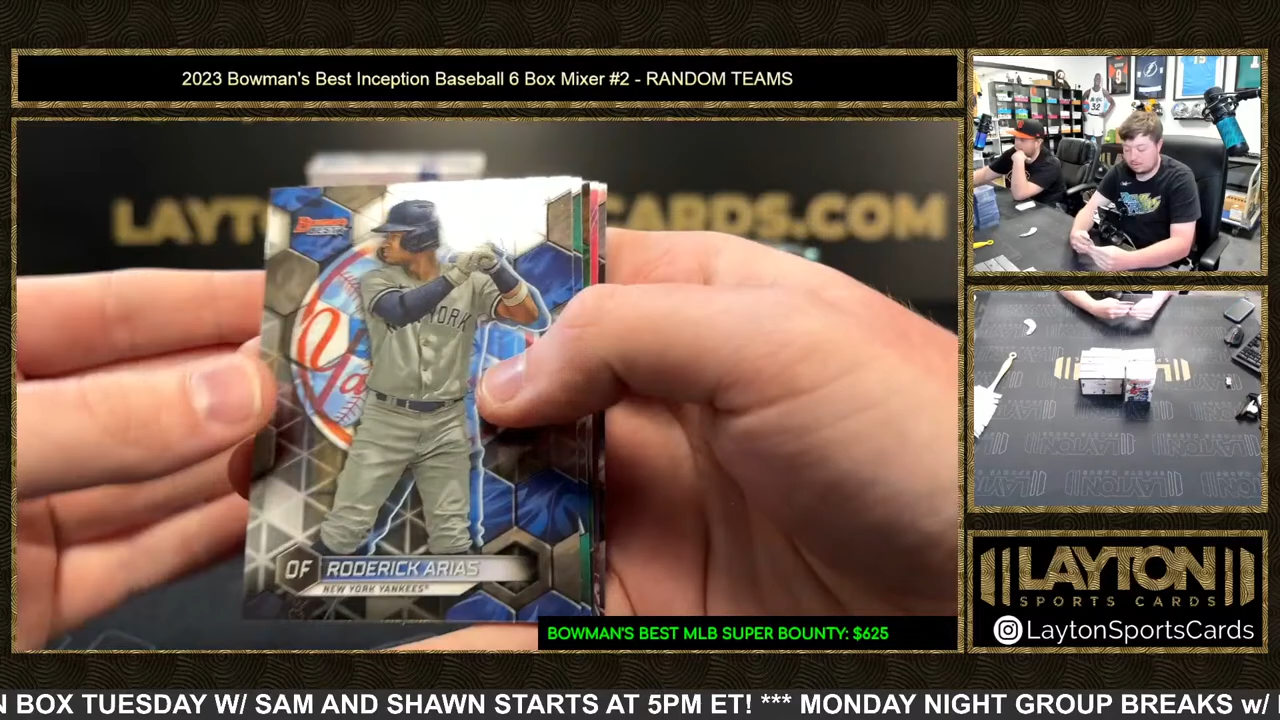 2023 Bowman's Best Inception Baseball 6 Box Mixer #2 - RANDOM TEAMS
LAYT
CARDS.COM
BOWMAN'S BEST
NEW YORK
OF RODERICK ARIAS
NEW YORK YANKEES
BOWMAN'S BEST MLB SUPER BOUNTY: $625
32
LAYTON
SPORTS CARDS
LaytonSportsCards
N BOX TUESDAY W/ SAM AND SHAWN STARTS AT 5PM ET! *** MONDAY NIGHT GROUP BREAKS w/